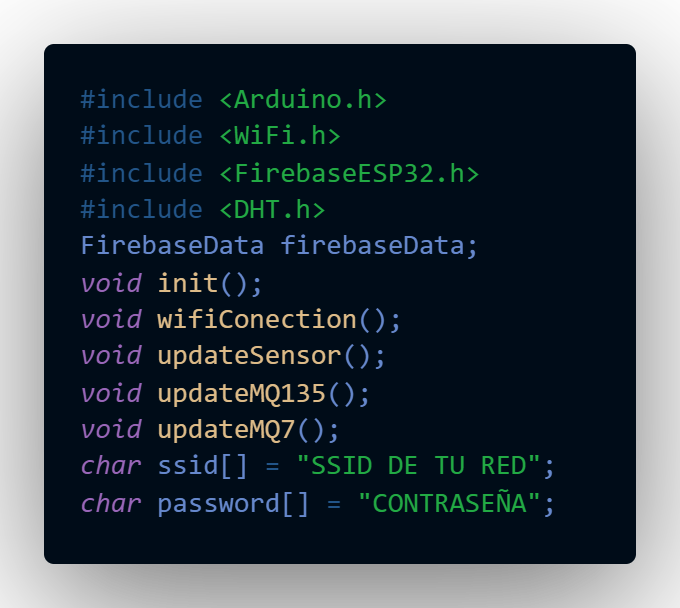 #include <Arduino.h>
#include <WiFi.h>
#include <FirebaseESP32.h>
#include <DHT.h>
FirebaseData firebaseData;
void init();
void wifiConection();
void updateSensor();
void updateMQ135();
void updateMQ7();
char ssid[] = "SSID DE TU RED";
char password[] = "CONTRASEÑA";